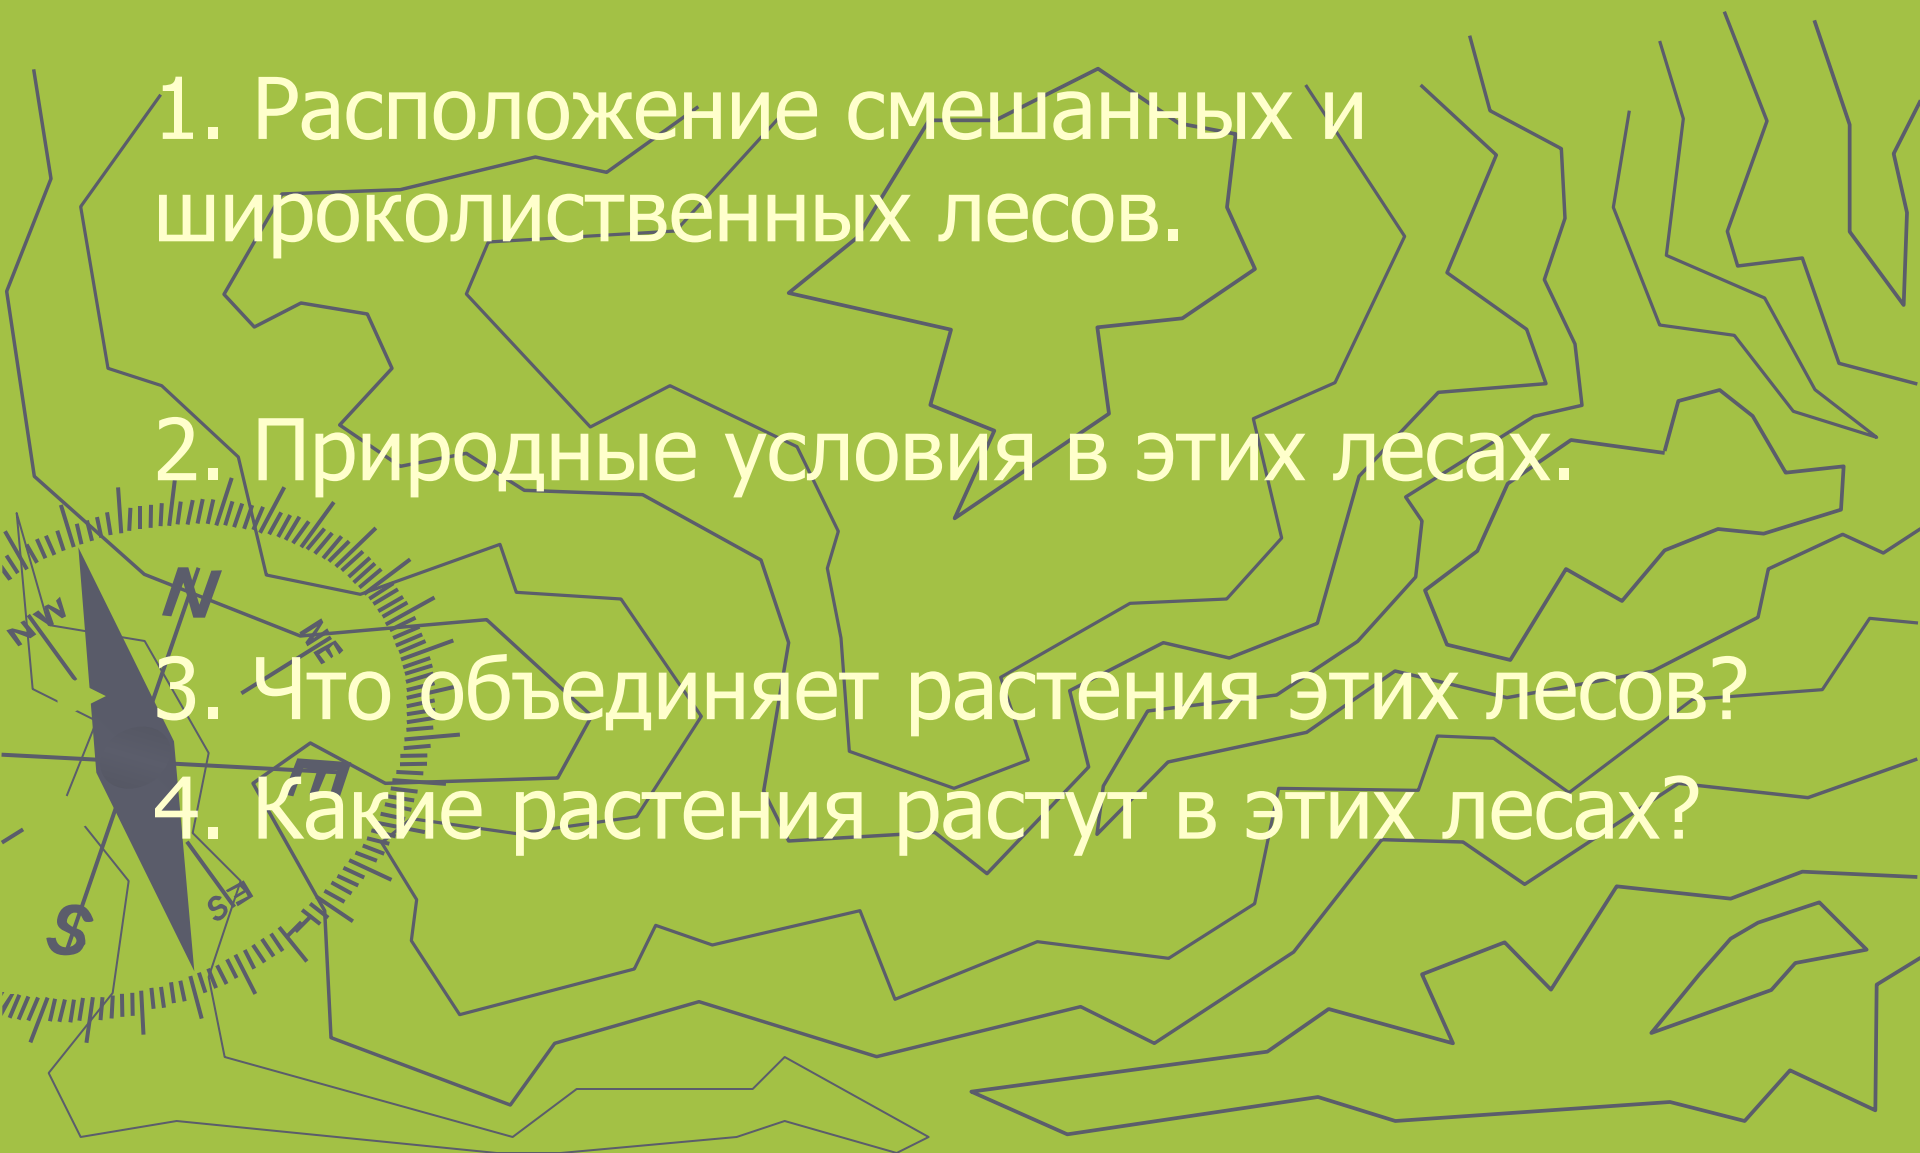 1. Расположение смешанных и
широколиственных лесов.
2. Природные условия в этих лесах.
3. Что объединяет растения этих лесов?
4. Какие растения растут в этих лесах?
N
NW
NE
E
SE
S